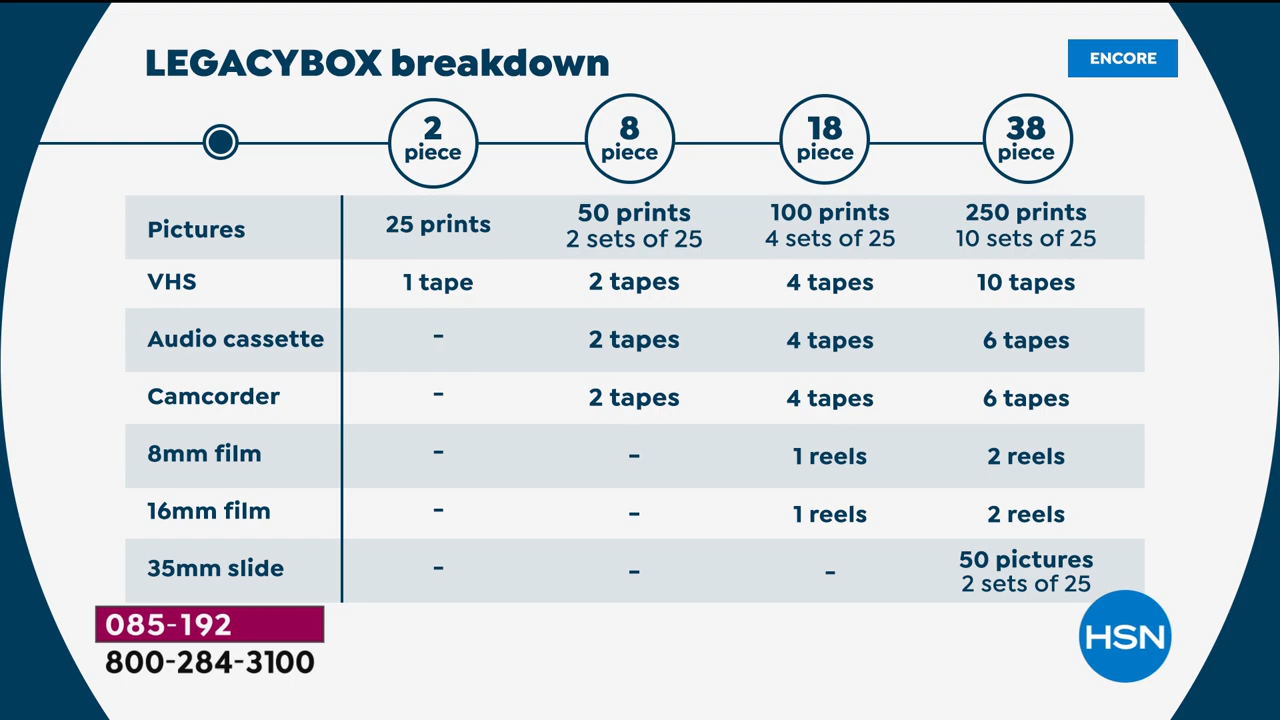 LEGACYBOX breakdown
ENCORE
2 piece
8 piece
18 piece
38 piece
Pictures
25 prints
50 prints
2 sets of 25
100 prints
4 sets of 25
250 prints
10 sets of 25
VHS
1 tape
2 tapes
4 tapes
10 tapes
Audio cassette
-
2 tapes
4 tapes
6 tapes
Camcorder
-
2 tapes
4 tapes
6 tapes
8mm film
-
-
1 reels
2 reels
16mm film
-
-
1 reels
2 reels
35mm slide
-
-
-
50 pictures
2 sets of 25
085-192
800-284-3100
HSN